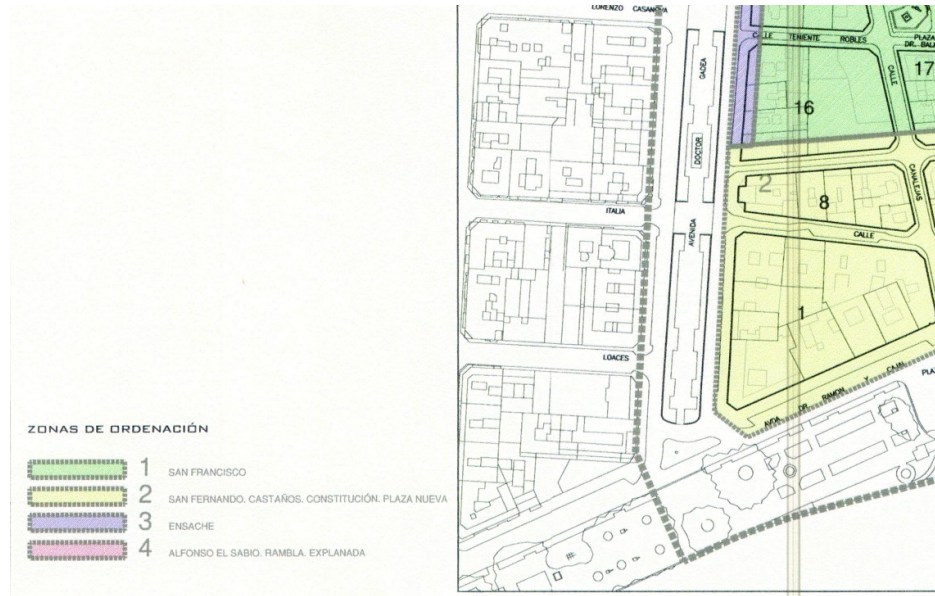 LORENZO CASANOVA
CALLE TENIENTE ROBLES
PLAZA
DR. BAL
CALLE
17
16
GADEA
DOCTOR
AVENIDA
2
8
CANALEJAS
CALLE
ITALIA
1
LOACES
AVDA DR. RAMON Y CAJAL
PLAZ
ZONAS DE ORDENACIÓN
1 SAN FRANCISCO
2 SAN FERNANDO. CASTAÑOS. CONSTITUCIÓN. PLAZA NUEVA
3 ENSACHE
4 ALFONSO EL SABIO. RAMBLA. EXPLANADA